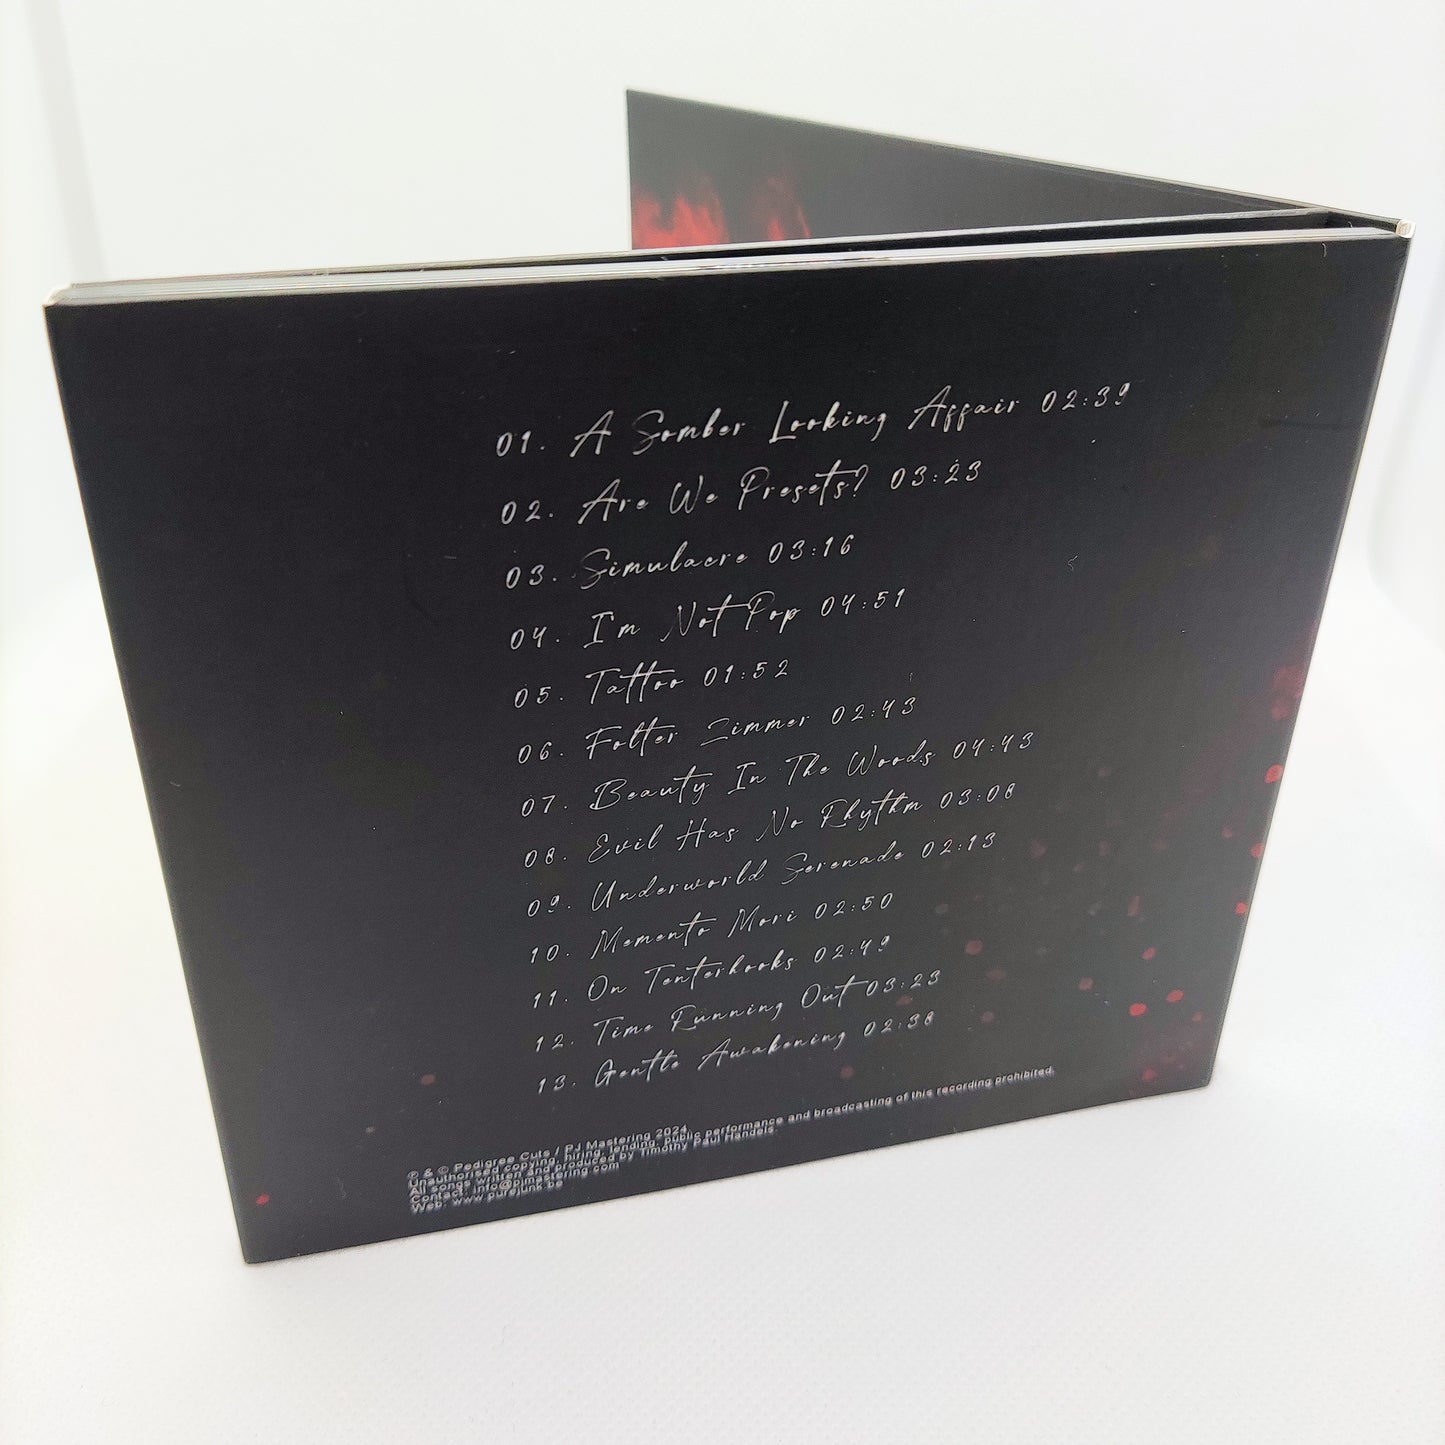 01. A Somber Looking Affair 02:39
02. Are We Presets? 03:23
03. Simulacre 03:16
04. I'm Not Pop 04:51
05. Tattoo 01:52
06. Folter Zimmer 02:43
07. Beauty In The Woods 04:43
08. Evil Has No Rhythm 03:08
09. Underworld Serenade 02:13
10. Memento Mori 02:50
11. On Tenterhooks 02:49
12. Time Running Out 03:23
13. Gentle Awakening 02:38
℗ & © Pedigree Cuts / PJ Mastering 2024.
Unauthorised copying, hiring, lending, public performance and broadcasting of this recording prohibited.
All songs written and produced by Timothy Paul Handels.
Contact: info@pjmastering.com
Web: www.purejunk.be